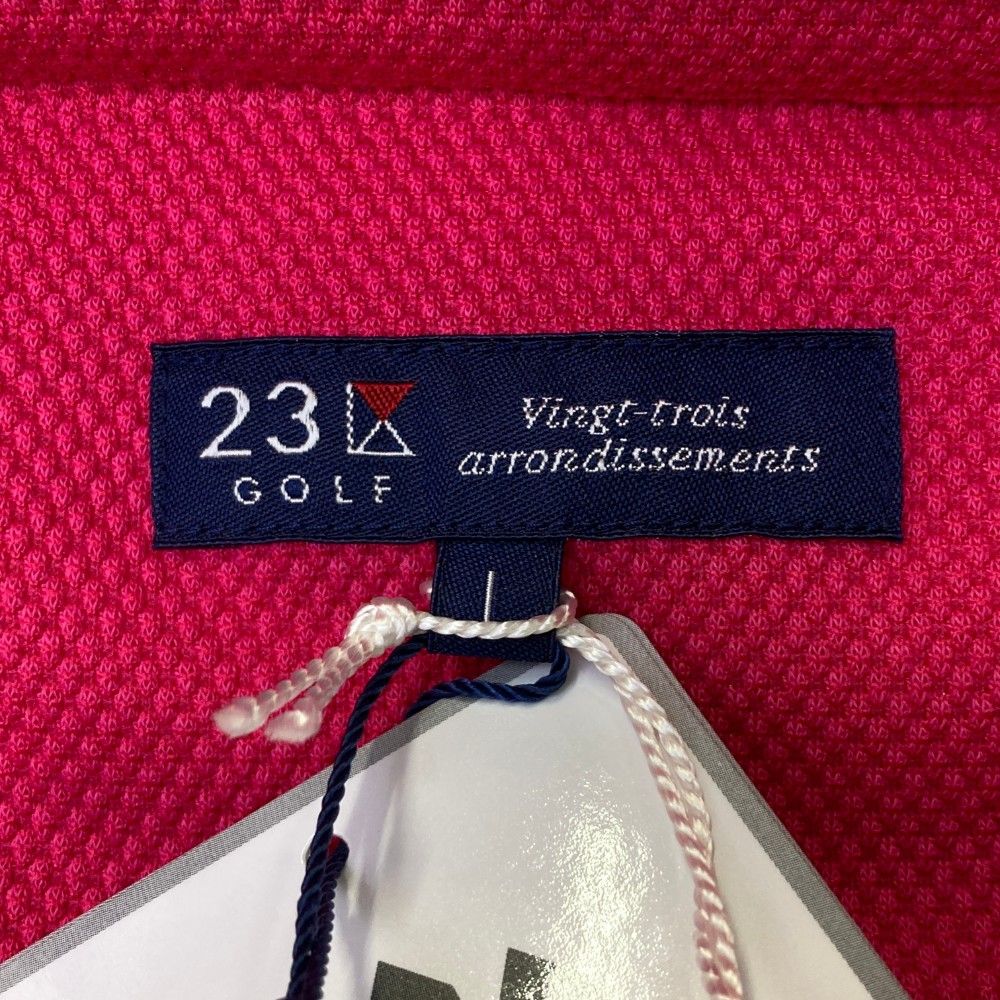 23
GOLF
Vingt-trois
arrondissements